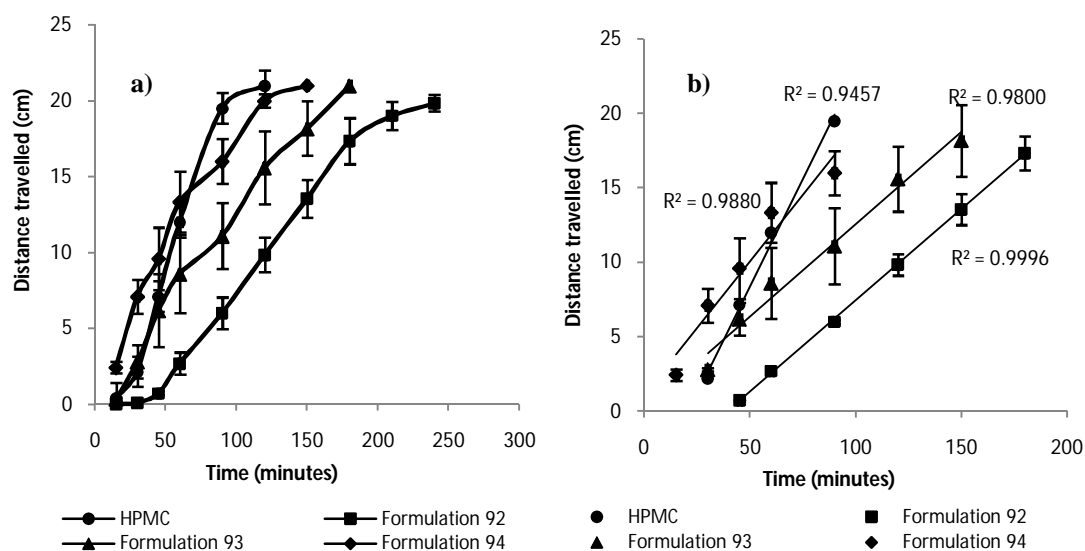 a)
Distance travelled (cm)
25
20
15
10
5
0
0 50 100 150 200 250 300
Time (minutes)
HPMC Formulation 92
Formulation 93 Formulation 94
b)
Distance travelled (cm)
25
20
15
10
5
0
R² = 0.9457
R² = 0.9800
R² = 0.9880
R² = 0.9996
0 50 100 150 200
Time (minutes)
HPMC Formulation 92
Formulation 93 Formulation 94